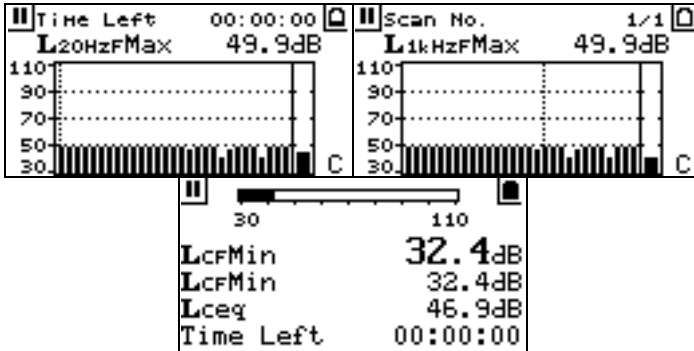 Time Left 00:00:00
L20HzFMax 49.9dB
110
90
70
50
30
C
Scan No. 1/1
L1kHzFMax 49.9dB
110
90
70
50
30
C
30 110
LCFMin 32.4dB
LCFMin 32.4dB
Lceq 46.9dB
Time Left 00:00:00